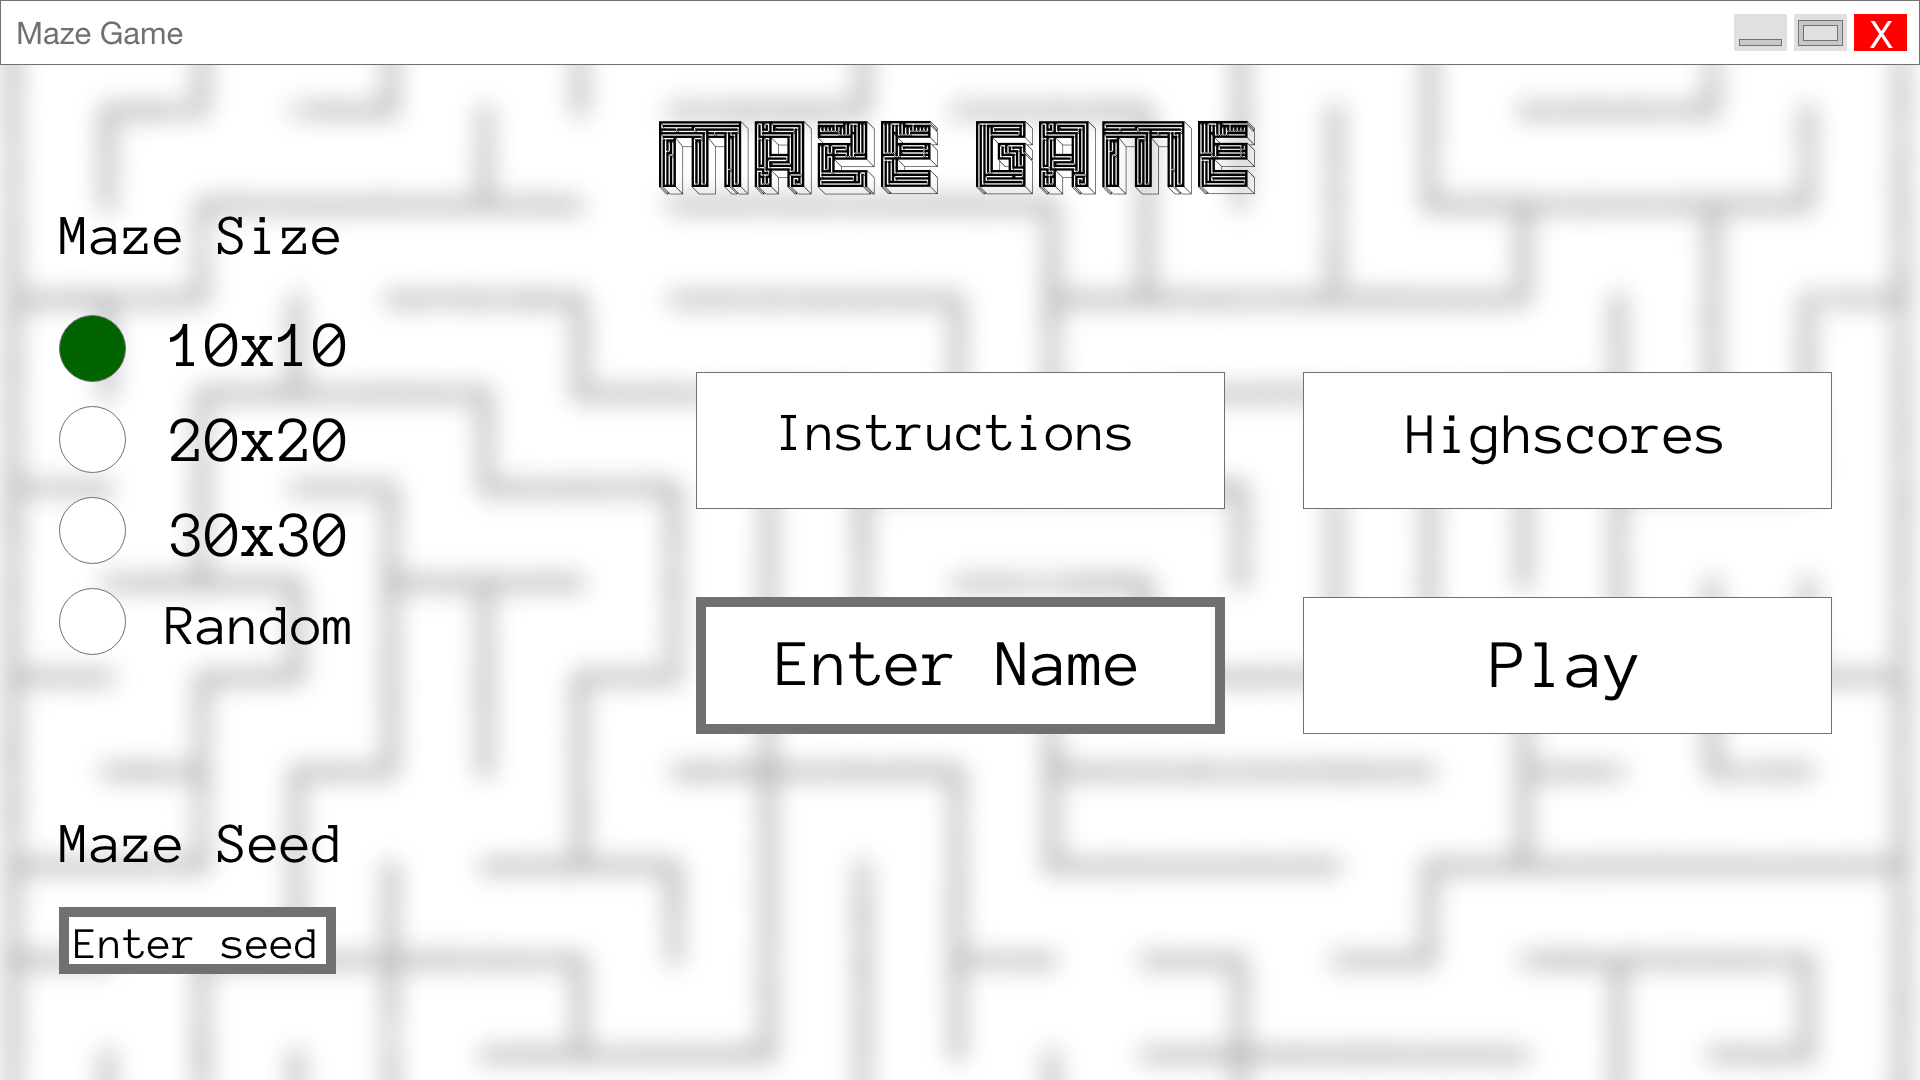 Maze Game
X
MAZE GAME
Maze Size
10x10
20x20
30x30
Random
Instructions
Highscores
Enter Name
Play
Maze Seed
Enter seed